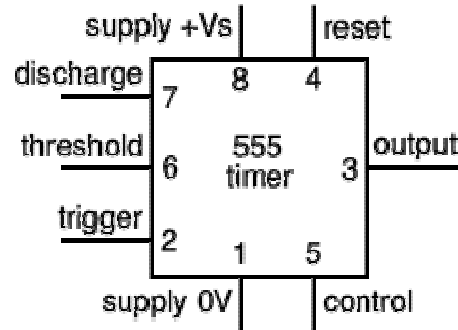 supply +Vs
reset
discharge
8
4
7
threshold
6
555
timer
3
output
trigger
2
1
5
supply 0V
control